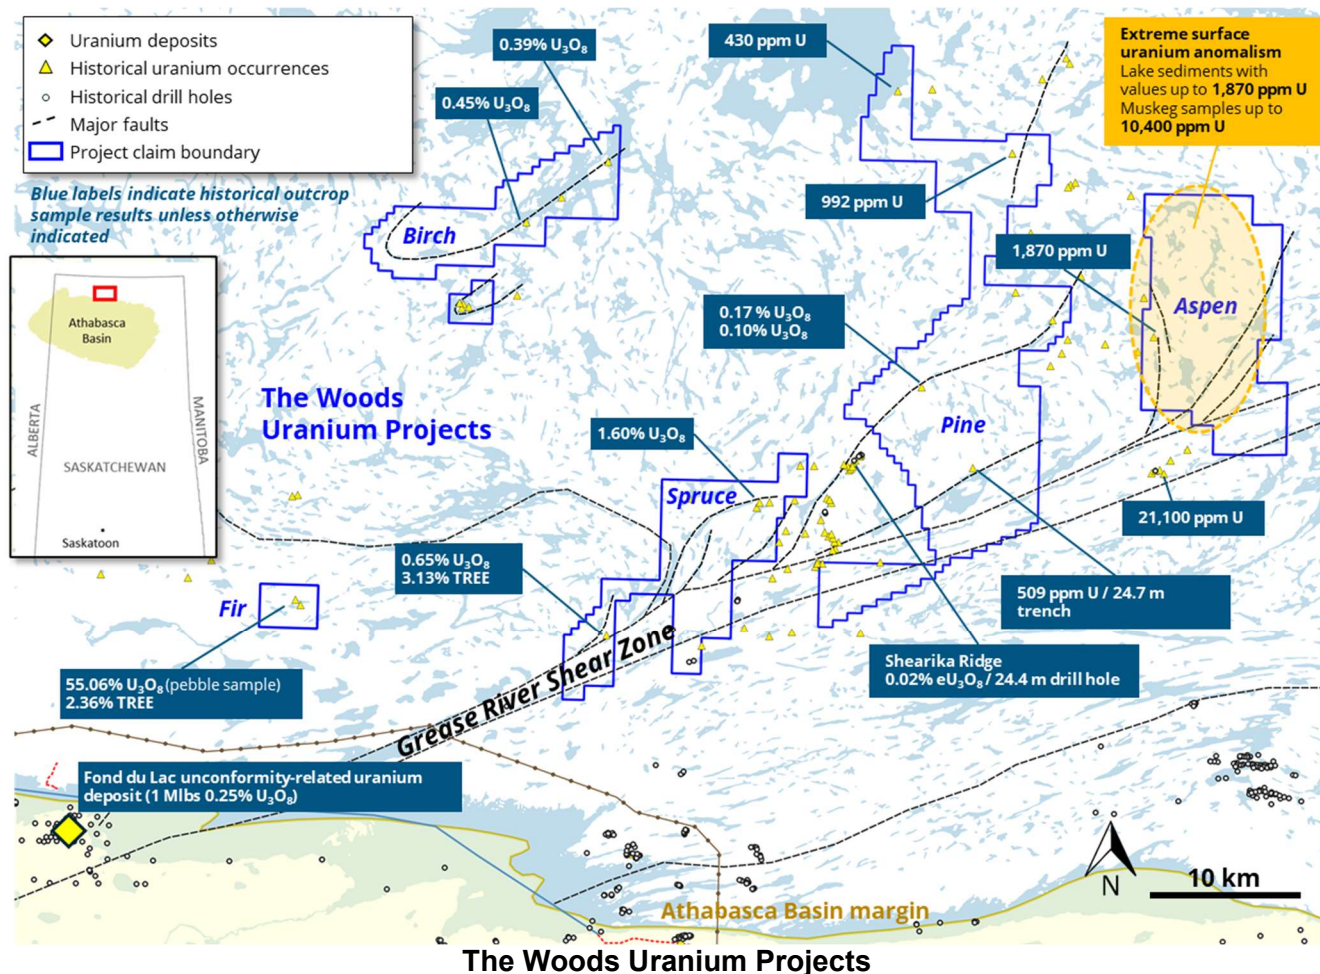 Uranium deposits
Historical uranium occurrences
Historical drill holes
Major faults
Project claim boundary
Blue labels indicate historical outcrop
sample results unless otherwise
indicated
Athabasca
Basin
ALBERTA
MANITOBA
SASKATCHEWAN
Saskatoon
0.39% U₃O₈
0.45% U₃O₈
430 ppm U
Extreme surface
uranium anomalism
Lake sediments with
values up to 1,870 ppm U
Muskeg samples up to
10,400 ppm U
992 ppm U
Birch
1,870 ppm U
Aspen
0.17 % U₃O₈
0.10% U₃O₈
The Woods
Uranium Projects
Pine
1.60% U₃O₈
Spruce
21,100 ppm U
0.65% U₃O₈
3.13% TREE
Fir
509 ppm U / 24.7 m
trench
Grease River Shear Zone
Shearika Ridge
0.02% eU₃O₈ / 24.4 m drill hole
55.06% U₃O₈ (pebble sample)
2.36% TREE
Fond du Lac unconformity-related uranium
deposit (1 Mlbs 0.25% U₃O₈)
N
10 km
Athabasca Basin margin
The Woods Uranium Projects